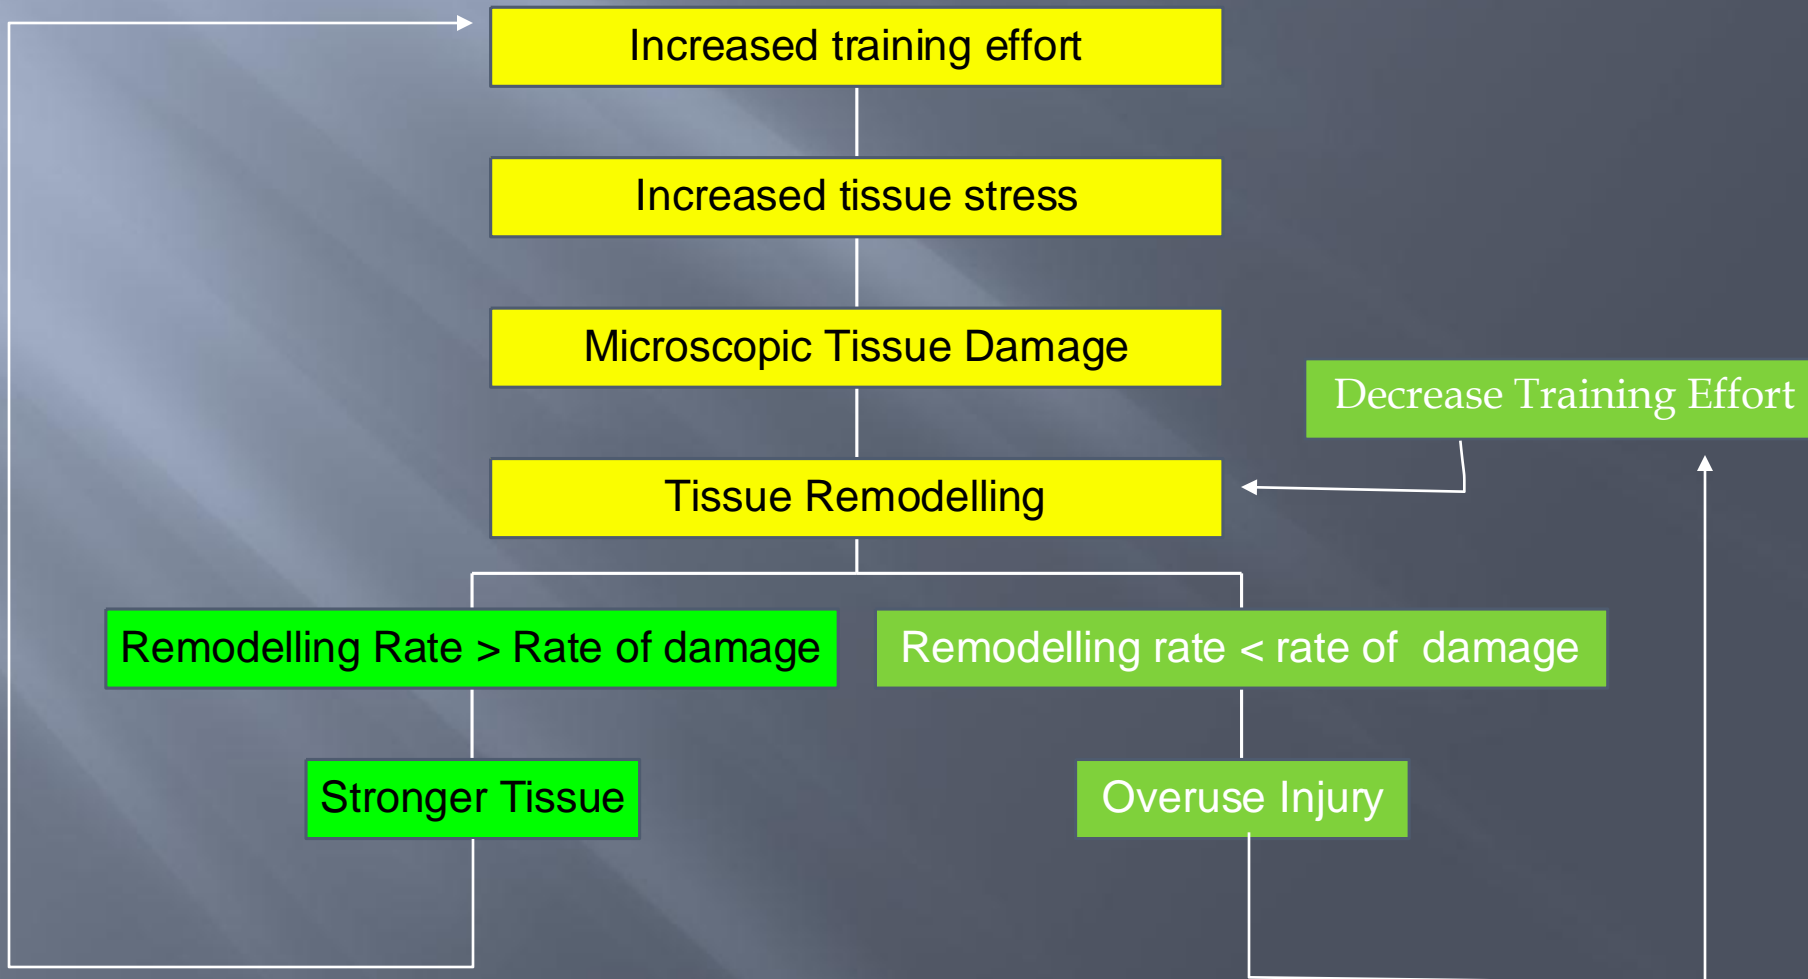 Increased training effort
Increased tissue stress
Microscopic Tissue Damage
Decrease Training Effort
Tissue Remodelling
Remodelling Rate > Rate of damage
Remodelling rate < rate of  damage
Stronger Tissue
Overuse Injury